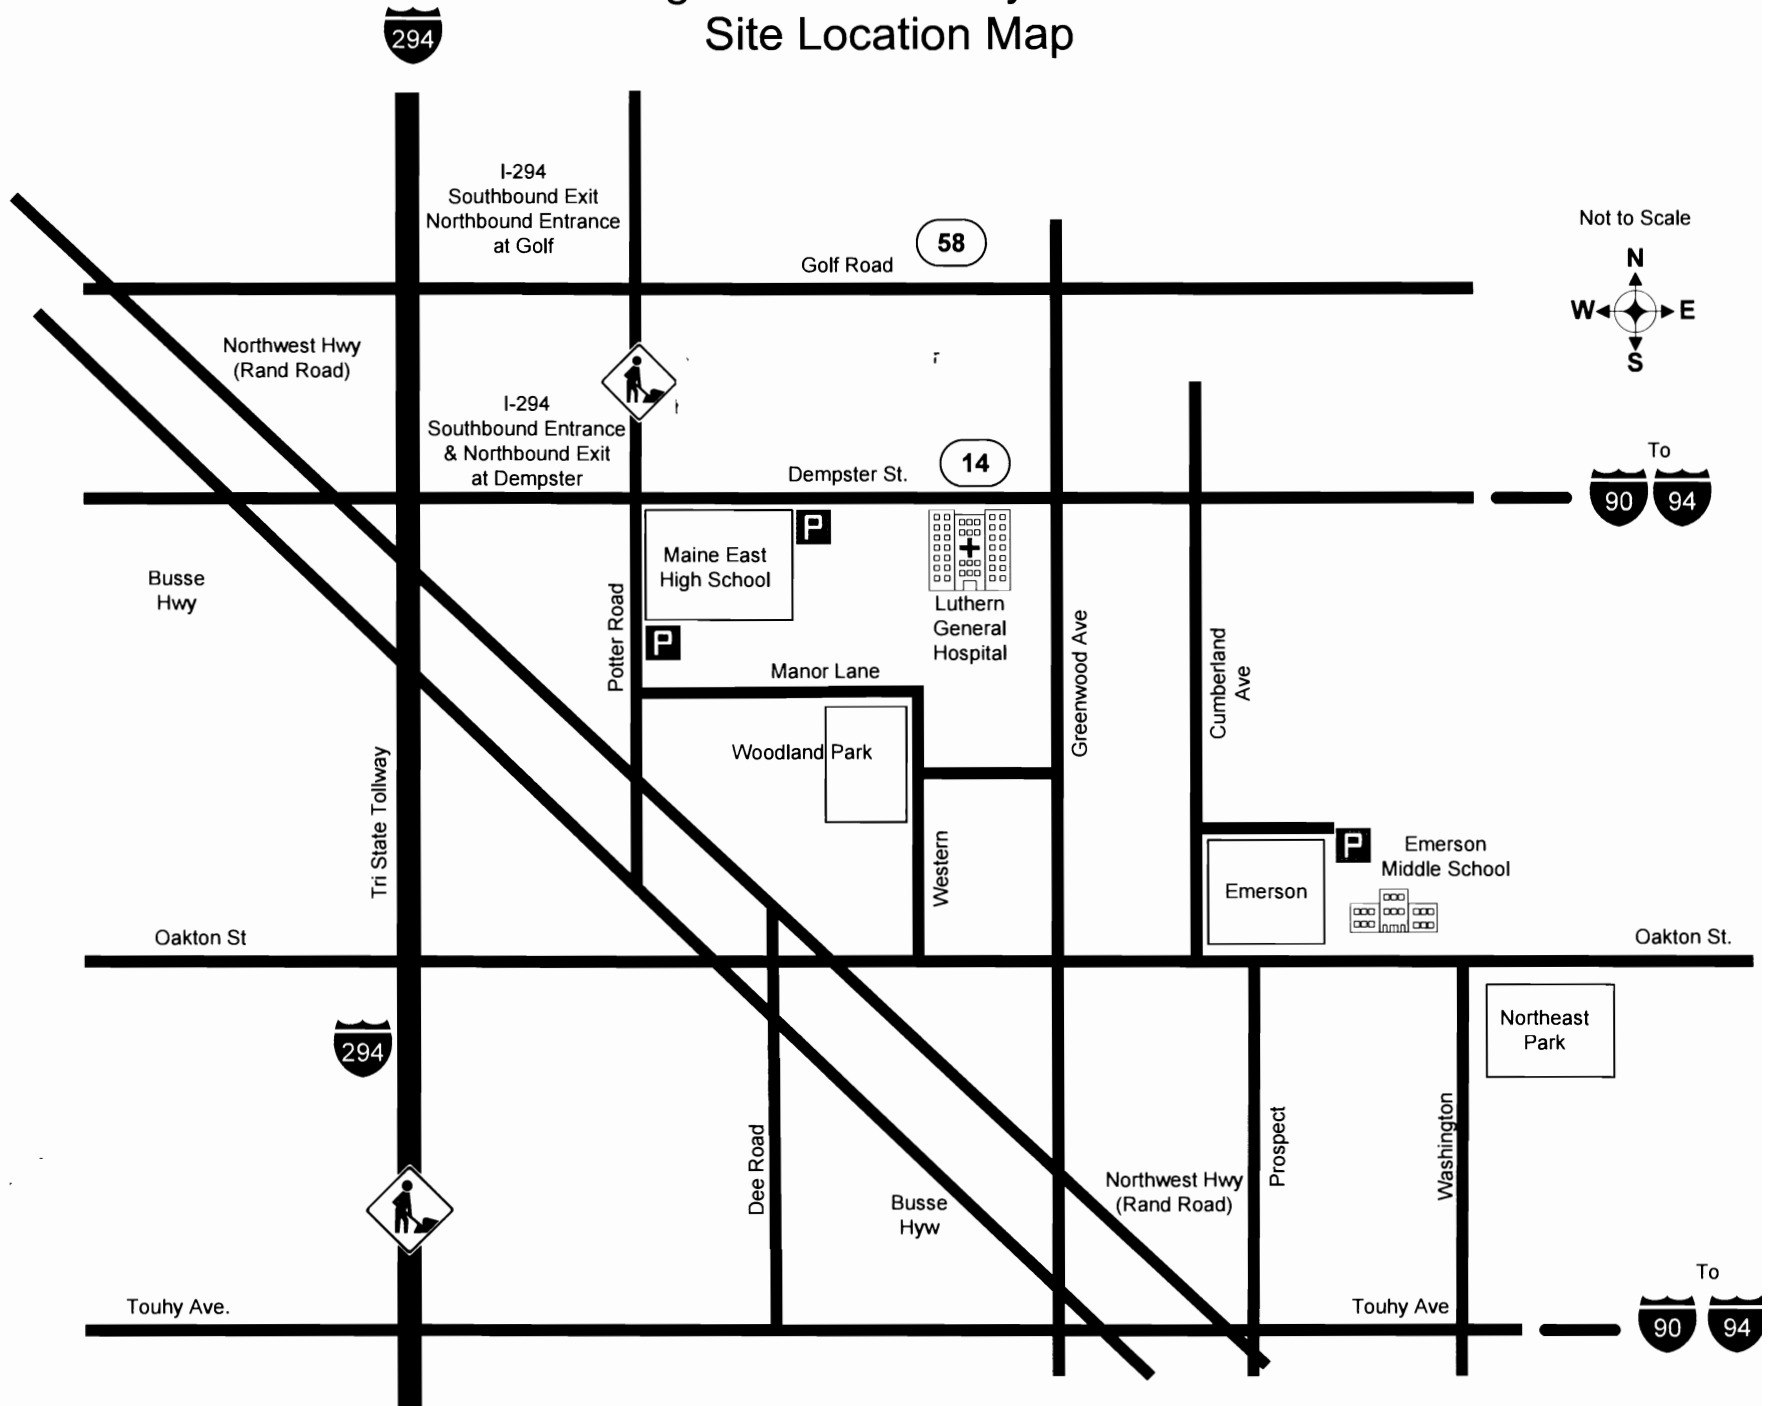 Site Location Map
294
I-294
Southbound Exit
Northbound Entrance
at Golf
58
Golf Road
Not to Scale
N
W E
S
Northwest Hwy
(Rand Road)
I-294
Southbound Entrance
& Northbound Exit
at Dempster
Dempster St.
14
To
90 94
P
Maine East
High School
Busse
Hwy
Luthern
General
Hospital
Potter Road
P
Manor Lane
Greenwood Ave
Cumberland
Ave
Woodland Park
Tri State Tollway
Western
P
Emerson
Middle School
Emerson
Oakton St
Oakton St.
294
Northeast
Park
Dee Road
Prospect
Washington
Busse
Hyw
Northwest Hwy
(Rand Road)
Touhy Ave.
Touhy Ave
To
90 94